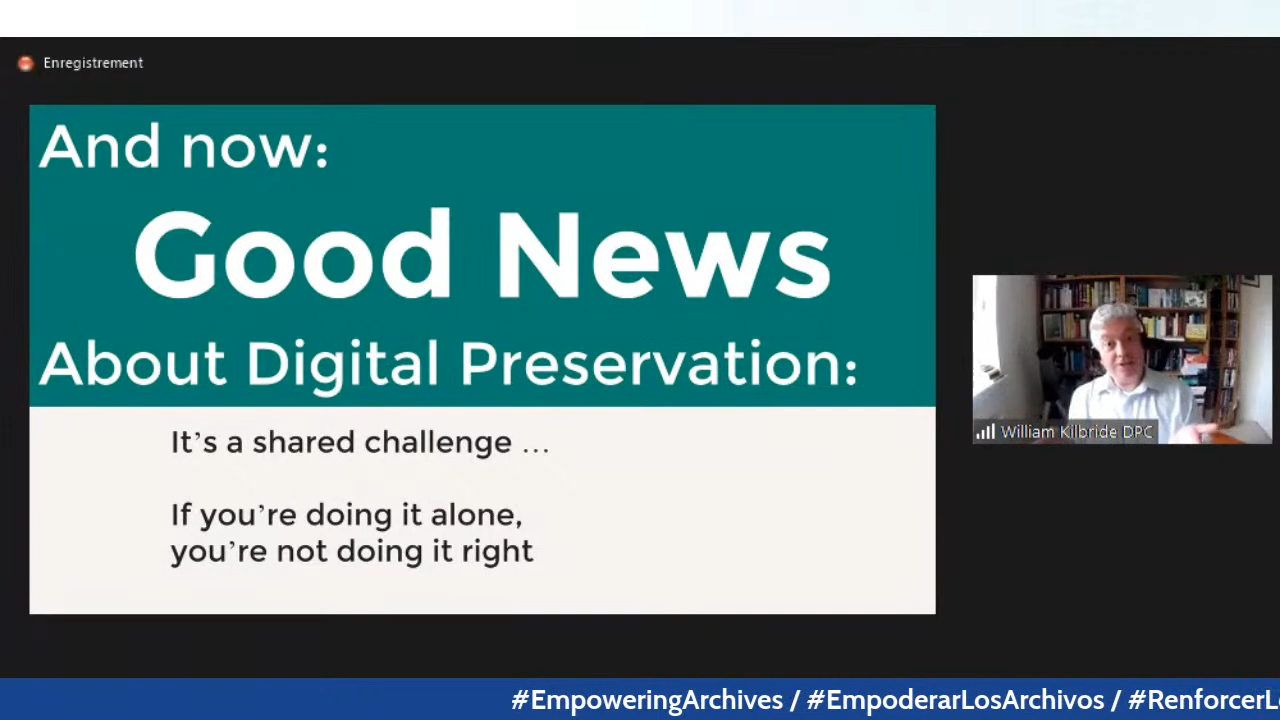 Enregistrement
And now:
Good News
About Digital Preservation:
It's a shared challenge …
If you're doing it alone,
you're not doing it right
William Kilbride DPC
#EmpoweringArchives / #EmpoderarLosArchivos / #RenforcerL